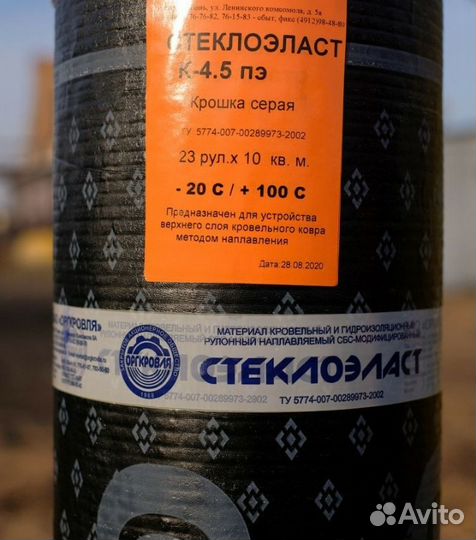 ул. Ленинского комсомола, д. 5а
76-76-82, 76-15-83 - сбыт, факс (4912)98-48-80
СТЕКЛОЭЛАСТ
К-4.5 пэ
Крошка серая
ТУ 5774-007-00289973-2002
23 рул.х 10 кв. м.
- 20 С / + 100 С
Предназначен для устройства
верхнего слоя кровельного ковра
методом наплавления
Дата:28.08.2020
МАТЕРИАЛ КРОВЕЛЬНЫЙ И ГИДРОИЗОЛЯЦИОННЫЙ
РУЛОННЫЙ НАПЛАВЛЯЕМЫЙ СБС-МОДИФИЦИРОВАННЫЙ
«ОРГКРОВЛЯ»
ОРГКРОВЛЯ
СТЕКЛОЭЛАСТ
ТУ 5774-007-00289973-2002
Avito